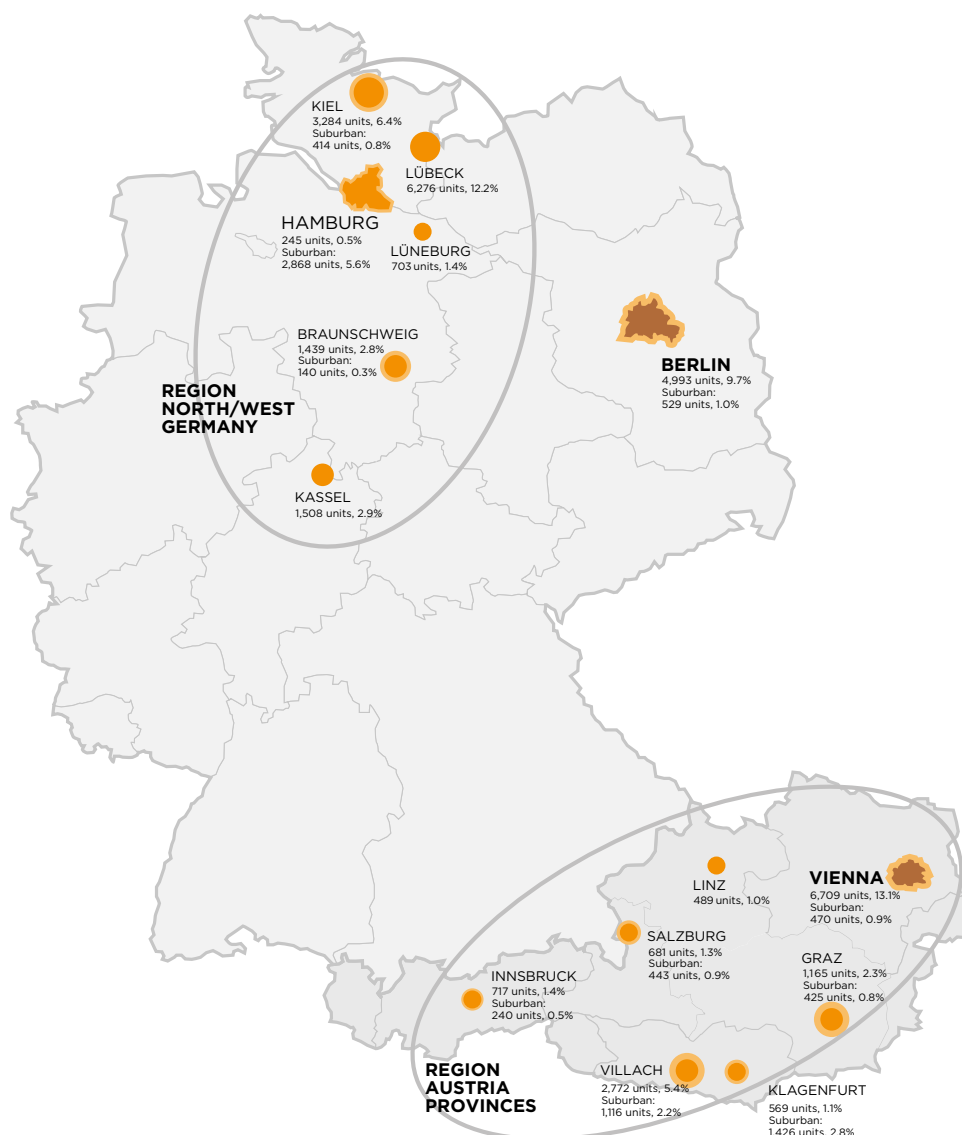 KIEL
3,284 units, 6.4%
Suburban:
414 units, 0.8%
LÜBECK
6,276 units, 12.2%
HAMBURG
245 units, 0.5%
Suburban:
2,868 units, 5.6%
LÜNEBURG
703 units, 1.4%
BRAUNSCHWEIG
1,439 units, 2.8%
Suburban:
140 units, 0.3%
BERLIN
4,993 units, 9.7%
Suburban:
529 units, 1.0%
REGION
NORTH/WEST
GERMANY
KASSEL
1,508 units, 2.9%
LINZ
489 units, 1.0%
VIENNA
6,709 units, 13.1%
Suburban:
470 units, 0.9%
SALZBURG
681 units, 1.3%
Suburban:
443 units, 0.9%
GRAZ
1,165 units, 2.3%
Suburban:
425 units, 0.8%
INNSBRUCK
717 units, 1.4%
Suburban:
240 units, 0.5%
REGION
AUSTRIA
PROVINCES
VILLACH
2,772 units, 5.4%
Suburban:
1,116 units, 2.2%
KLAGENFURT
569 units, 1.1%
Suburban:
1,426 units, 2.8%